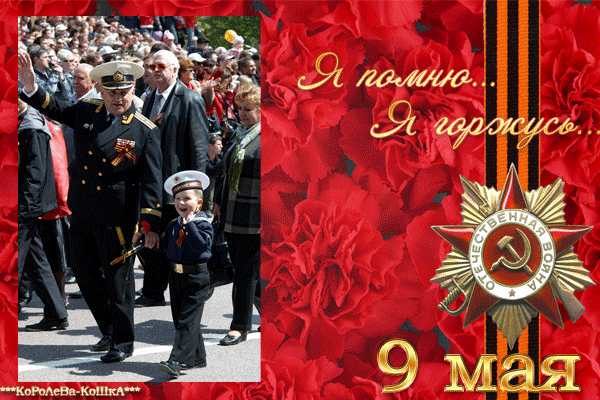 Я помню...
Я горжусь...
ОТЕЧЕСТВЕННАЯ ВОЙНА
9 мая
***КоРоЛеВа-КоШкА***